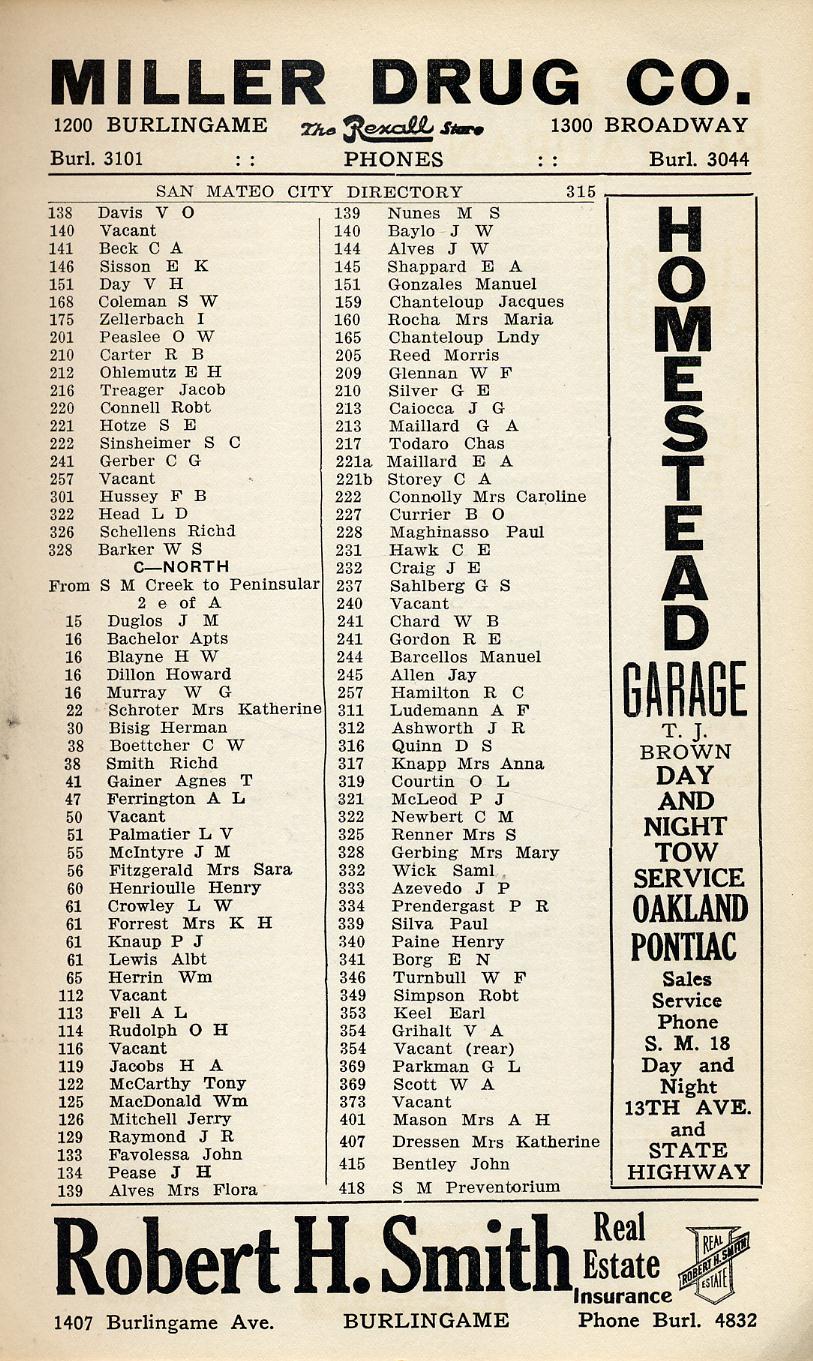 MILLER DRUG CO.
1200 BURLINGAME The Rexall Store 1300 BROADWAY
Burl. 3101 : : PHONES : : Burl. 3044
SAN MATEO CITY DIRECTORY 315
138 Davis V O
140 Vacant
141 Beck C A
146 Sisson E K
151 Day V H
168 Coleman S W
175 Zellerbach I
201 Peaslee O W
210 Carter R B
212 Ohlemutz E H
216 Treager Jacob
220 Connell Robt
221 Hotze S E
222 Sinsheimer S C
241 Gerber C G
257 Vacant
301 Hussey F B
322 Head L D
326 Schellens Richd
328 Barker W S
C—NORTH
From S M Creek to Peninsular
2 e of A
15 Duglos J M
16 Bachelor Apts
16 Blayne H W
16 Dillon Howard
16 Murray W G
22 Schroter Mrs Katherine
30 Bisig Herman
38 Boettcher C W
38 Smith Richd
41 Gainer Agnes T
47 Ferrington A L
50 Vacant
51 Palmatier L V
55 McIntyre J M
56 Fitzgerald Mrs Sara
60 Henrioulle Henry
61 Crowley L W
61 Forrest Mrs K H
61 Knaup P J
61 Lewis Albt
65 Herrin Wm
112 Vacant
113 Fell A L
114 Rudolph O H
116 Vacant
119 Jacobs H A
122 McCarthy Tony
125 MacDonald Wm
126 Mitchell Jerry
129 Raymond J R
133 Favolessa John
134 Pease J H
139 Alves Mrs Flora
139 Nunes M S
140 Baylo J W
144 Alves J W
145 Shappard E A
151 Gonzales Manuel
159 Chanteloup Jacques
160 Rocha Mrs Maria
165 Chanteloup Lndy
205 Reed Morris
209 Glennan W F
210 Silver G E
213 Caiocca J G
213 Maillard G A
217 Todaro Chas
221a Maillard E A
221b Storey C A
222 Connolly Mrs Caroline
227 Currier B O
228 Maghinasso Paul
231 Hawk C E
232 Craig J E
237 Sahlberg G S
240 Vacant
241 Chard W B
241 Gordon R E
244 Barcellos Manuel
245 Allen Jay
257 Hamilton R C
311 Ludemann A F
312 Ashworth J R
316 Quinn D S
317 Knapp Mrs Anna
319 Courtin O L
321 McLeod P J
322 Newbert C M
325 Renner Mrs S
328 Gerbing Mrs Mary
332 Wick Saml
333 Azevedo J P
334 Prendergast P R
339 Silva Paul
340 Paine Henry
341 Borg E N
346 Turnbull W F
349 Simpson Robt
353 Keel Earl
354 Grihalt V A
354 Vacant (rear)
369 Parkman G L
369 Scott W A
373 Vacant
401 Mason Mrs A H
407 Dressen Mrs Katherine
415 Bentley John
418 S M Preventorium
HOMESTEAD
GARAGE
T. J.
BROWN
DAY
AND
NIGHT
TOW
SERVICE
OAKLAND
PONTIAC
Sales
Service
Phone
S. M. 18
Day and
Night
13TH AVE.
and
STATE
HIGHWAY
Robert H. Smith
Real
Estate
Insurance
REAL
ROBERT H. SMITH
ESTATE
1407 Burlingame Ave. BURLINGAME Phone Burl. 4832